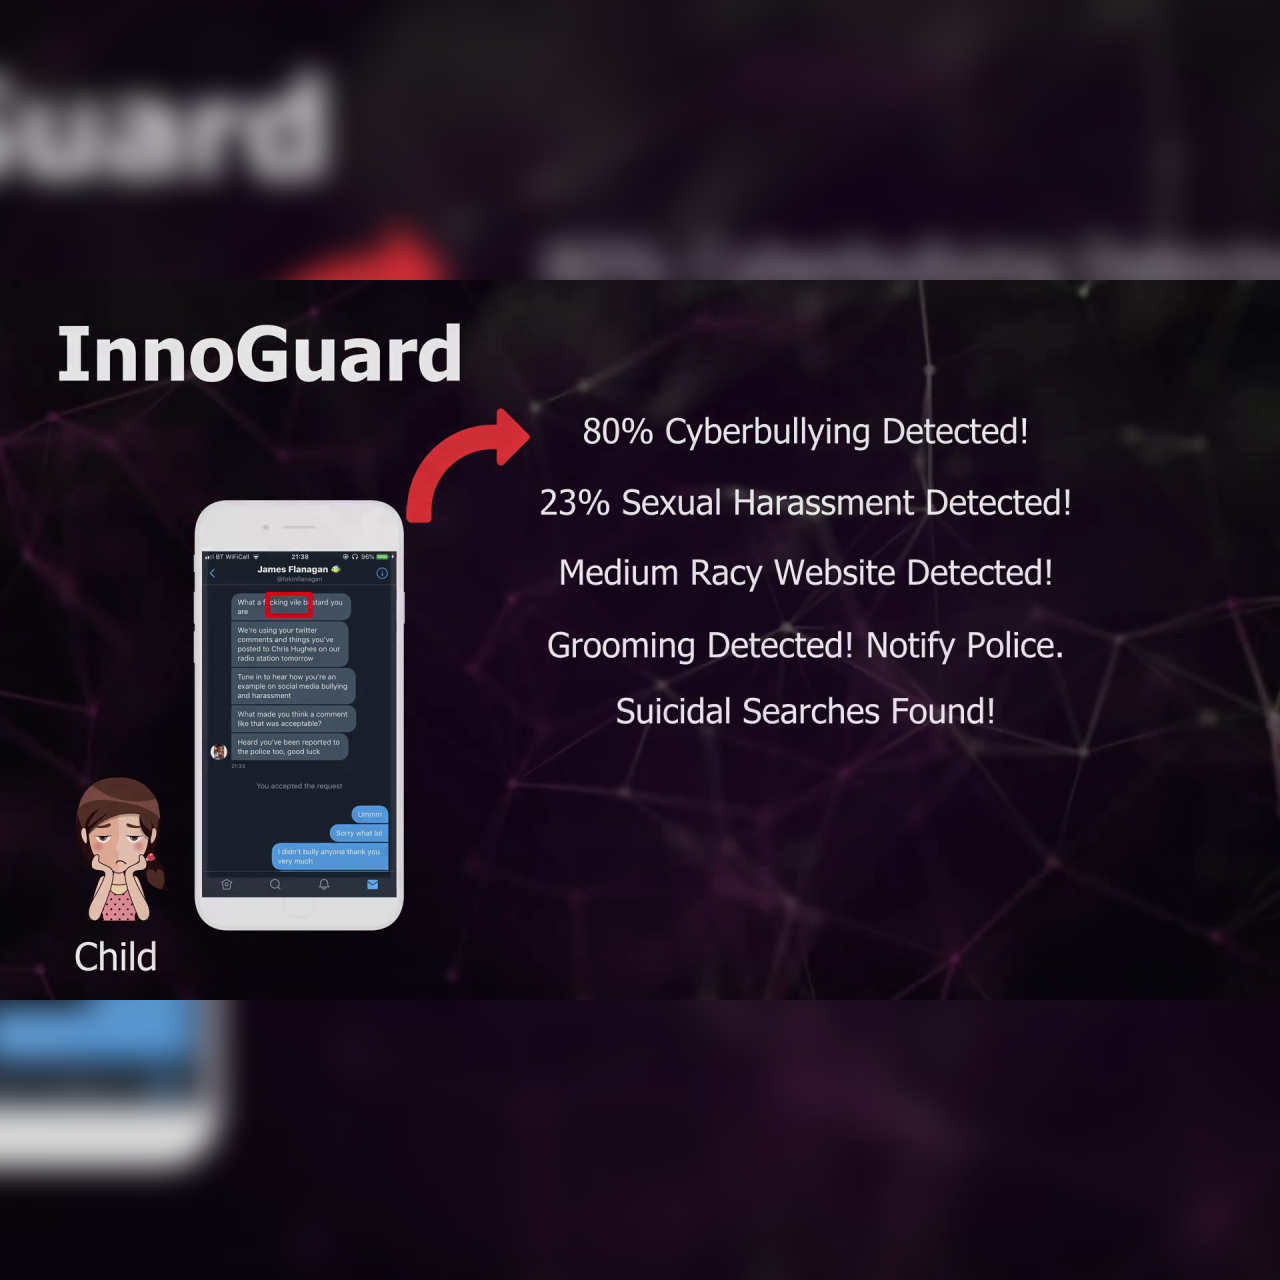 Guard
InnoGuard
80% Cyberbullying Detected!
23% Sexual Harassment Detected!
Medium Racy Website Detected!
Grooming Detected! Notify Police.
Suicidal Searches Found!
BT WiFiCall 21:38 96%
James Flanagan
@fokinflanagan
What a f cking vile b stard you
are
We're using your twitter
comments and things you've
posted to Chris Hughes on our
radio station tomorrow
Tune in to hear how you're an
example on social media bullying
and harassment
What made you think a comment
like that was acceptable?
Heard you've been reported to
the police too, good luck
21:33
You accepted the request
Ummm
Sorry what lol
I didn't bully anyone thank you
very much
Child